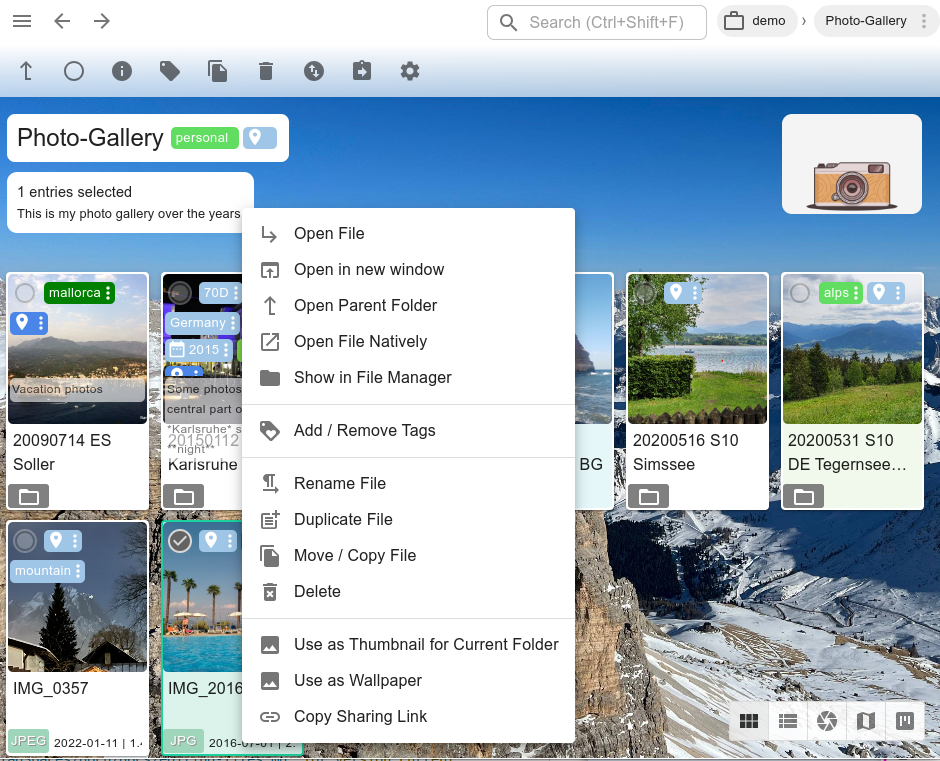 Search (Ctrl+Shift+F)
demo
Photo-Gallery
Photo-Gallery
personal
1 entries selected
This is my photo gallery over the years
Open File
Open in new window
Open Parent Folder
Open File Natively
Show in File Manager
Add / Remove Tags
Rename File
Duplicate File
Move / Copy File
Delete
Use as Thumbnail for Current Folder
Use as Wallpaper
Copy Sharing Link
mallorca
Vacation photos
20090714 ES
Soller
70D
Germany
2015
Some photos
central part o
*Karlsruhe* s
**night**
20150112
Karlsruhe
BG
20200516 S10
Simssee
alps
20200531 S10
DE Tegernsee…
mountain
IMG_0357
JPEG
2022-01-11 | 1.
IMG_2016
JPG
2016-07-01 | 2.